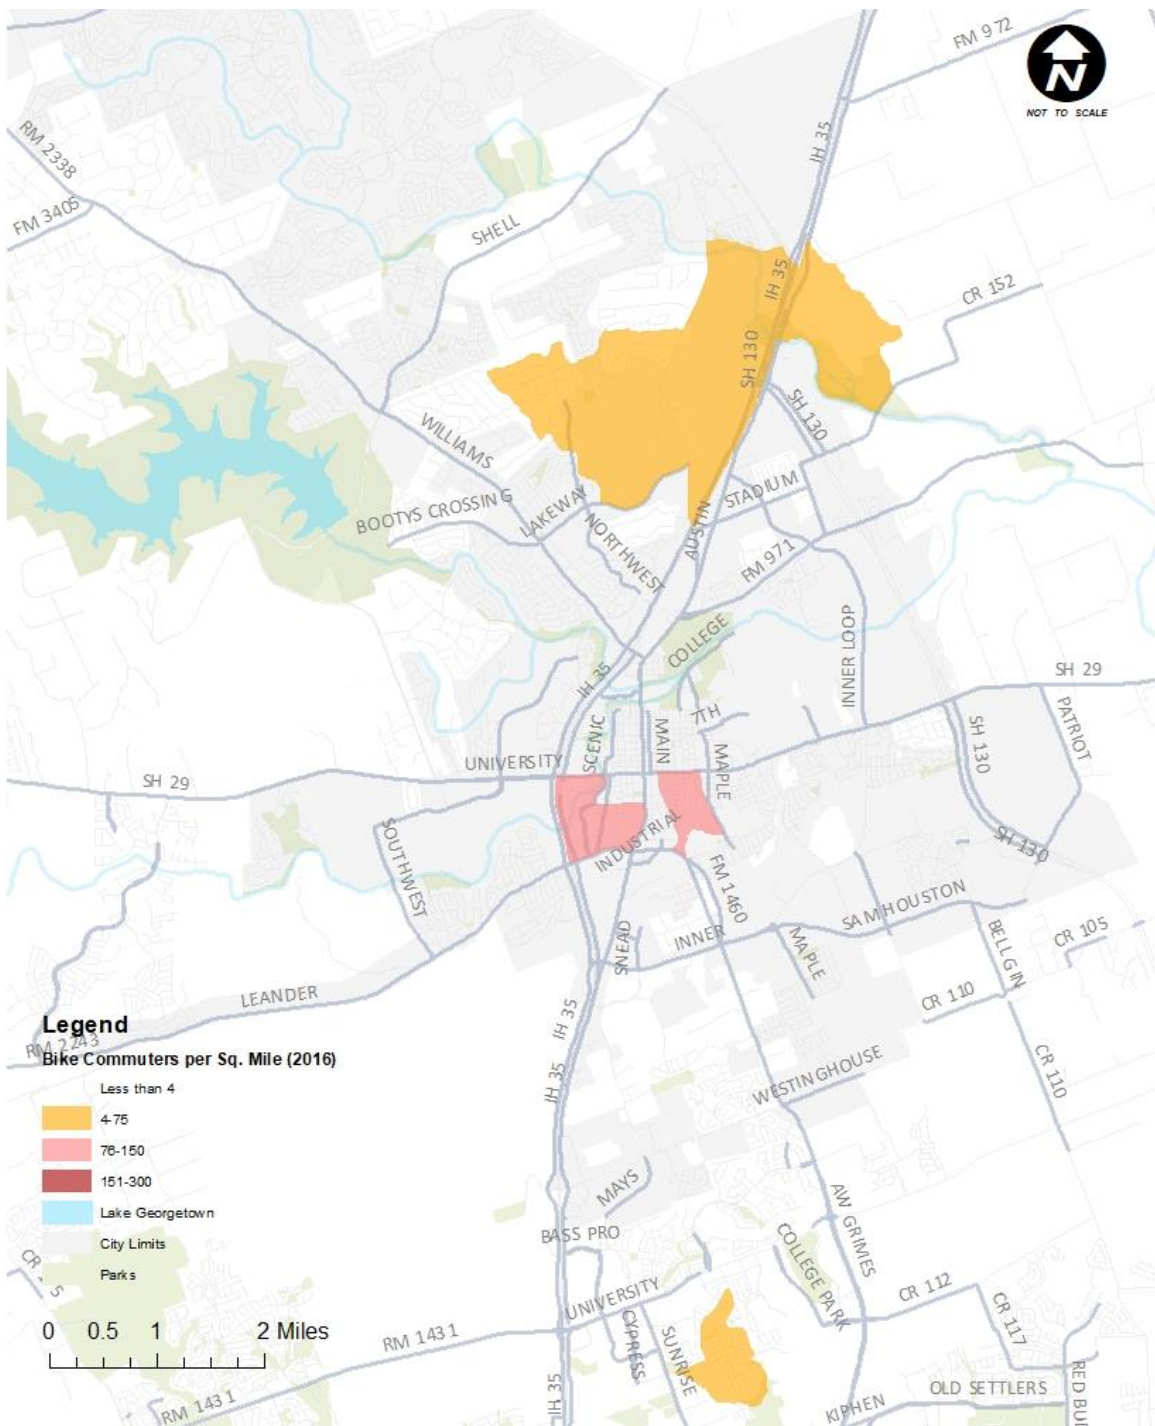 FM 972
N
NOT TO SCALE
IH 35
RM 2338
FM 3405
SHELL
IH 35
CR 152
SH 130
SH 130
WILLIAMS
BOOTYS CROSSING
LAKEWAY
NORTHWEST
AUSTIN
STADIUM
FM 971
COLLEGE
INNER LOOP
IH 35
SH 29
PATRIOT
7TH
SCENIC
MAIN
MAPLE
SH 130
UNIVERSITY
SH 29
INDUSTRIAL
SH 130
SOUTHWEST
FM 1460
SAM HOUSTON
SNEAD
INNER
MAPLE
BELLGIN
CR 105
LEANDER
CR 110
IH 35
Legend
RM 2243
Bike Commuters per Sq. Mile (2016)
Less than 4
4-75
76-150
151-300
Lake Georgetown
City Limits
Parks
IH 35
WESTINGHOUSE
CR 110
MAYS
BASS PRO
AW GRIMES
COLLEGE PARK
UNIVERSITY
CR 112
CR 117
0 0.5 1 2 Miles
RM 1431
CYPRESS
SUNRISE
RM 1431
IH 35
OLD SETTLERS
KIPHEN